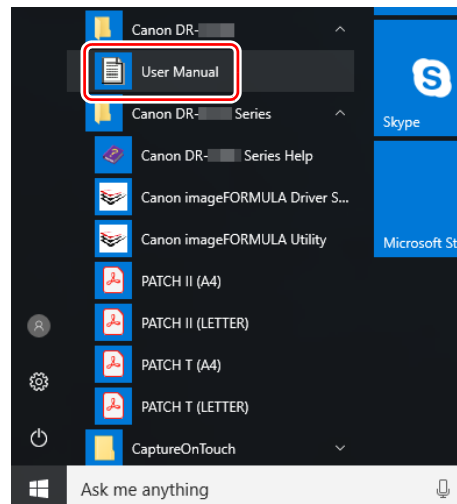 Canon DR-
User Manual
Canon DR- Series
Skype
Canon DR- Series Help
Canon imageFORMULA Driver S...
Canon imageFORMULA Utility
Microsoft St
PATCH II (A4)
PATCH II (LETTER)
PATCH T (A4)
PATCH T (LETTER)
CaptureOnTouch
Ask me anything